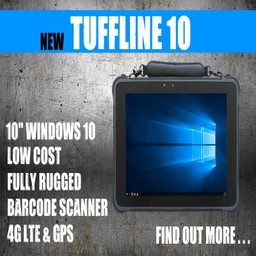 NEW TUFFLINE 10
10" WINDOWS 10
LOW COST
FULLY RUGGED
BARCODE SCANNER
4G LTE & GPS
FIND OUT MORE . . .